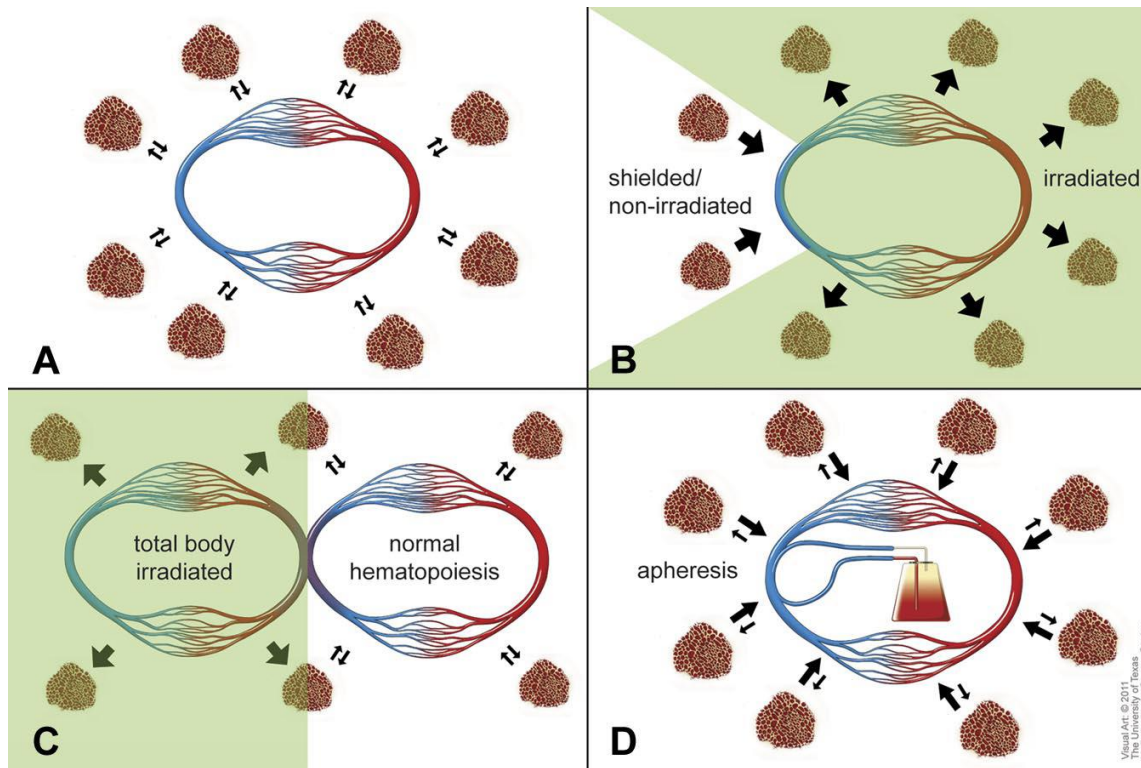 A
shielded/
non-irradiated
irradiated
B
total body
irradiated
normal
hematopoiesis
C
apheresis
D
Visual Art: © 2011
The University of Texas